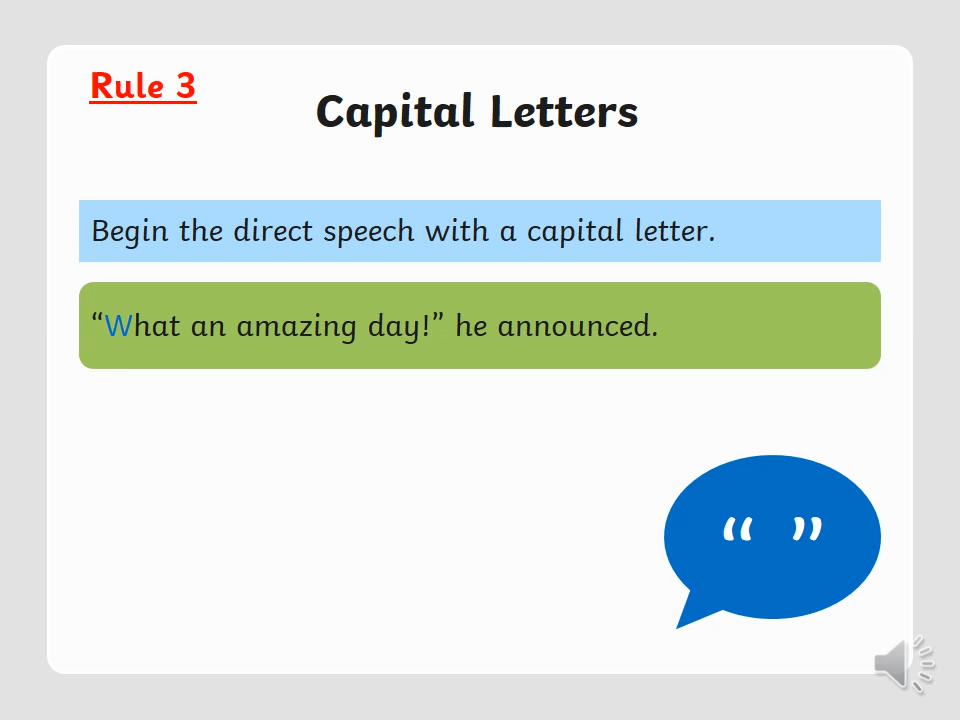 Rule 3
Capital Letters
Begin the direct speech with a capital letter.
“What an amazing day!” he announced.
“ ”